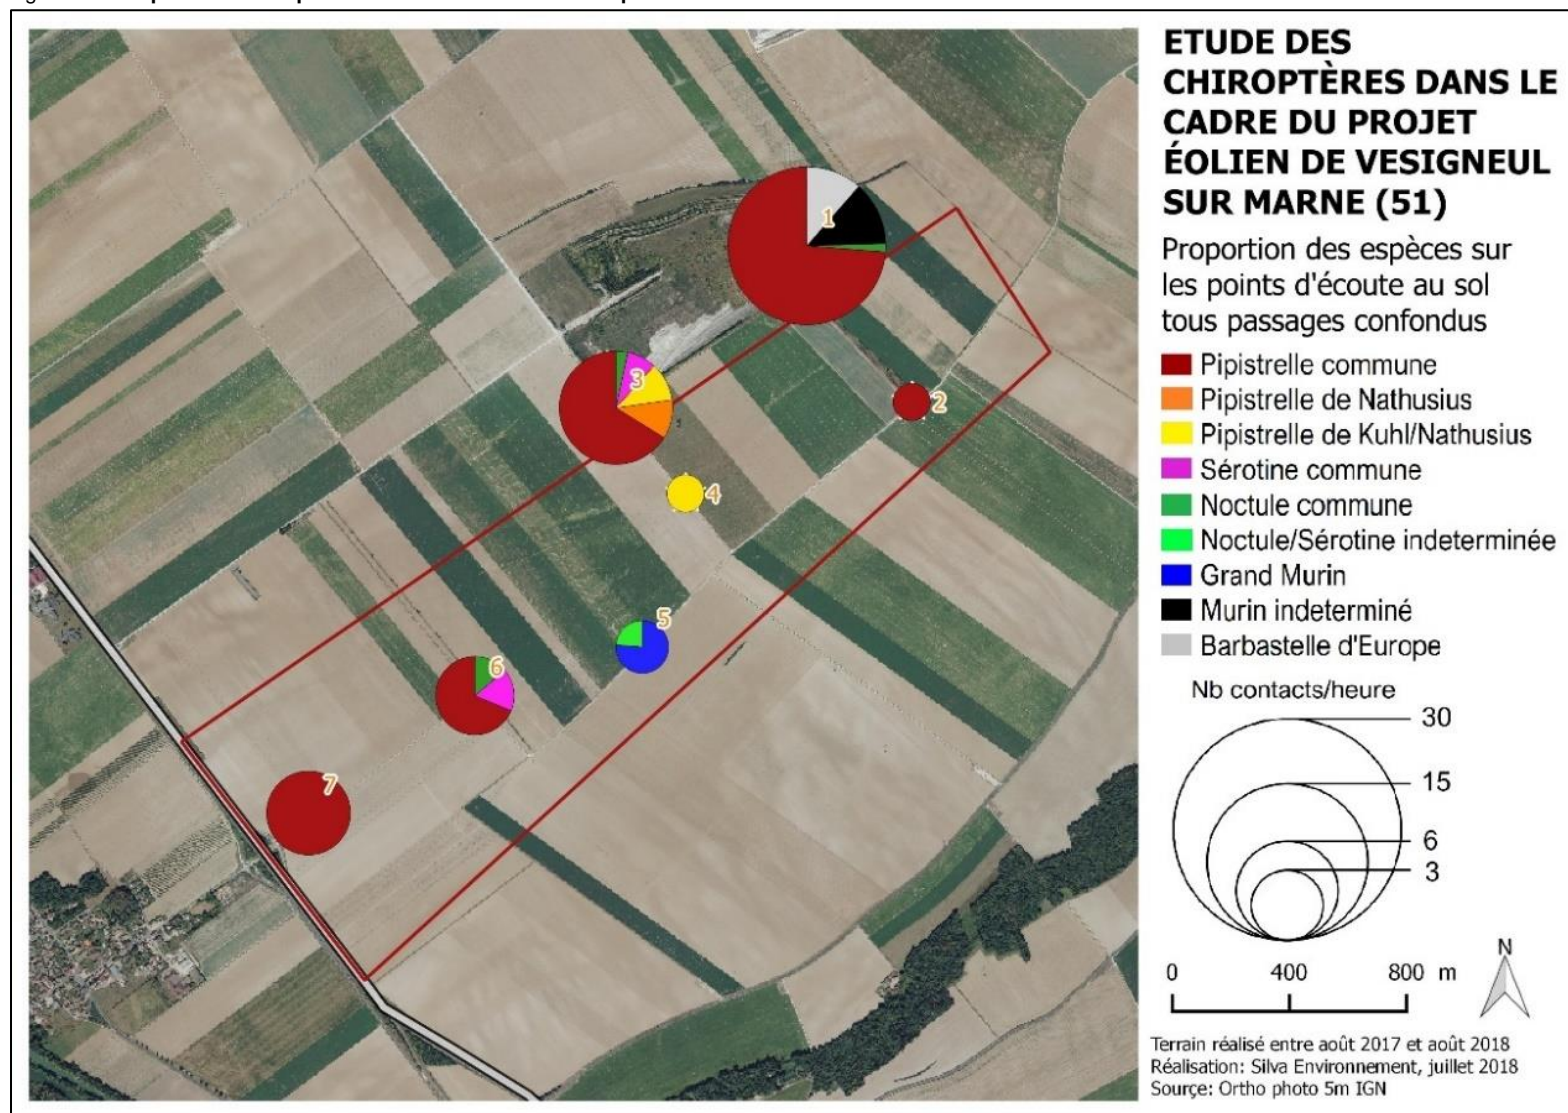 ETUDE DES
CHIROPTÈRES DANS LE
CADRE DU PROJET
ÉOLIEN DE VESIGNEUL
SUR MARNE (51)
Proportion des espèces sur
les points d'écoute au sol
tous passages confondus
Pipistrelle commune
Pipistrelle de Nathusius
Pipistrelle de Kuhl/Nathusius
Sérotine commune
Noctule commune
Noctule/Sérotine indeterminée
Grand Murin
Murin indeterminé
Barbastelle d'Europe
Nb contacts/heure
30
15
6
3
0 400 800 m
N
Terrain réalisé entre août 2017 et août 2018
Réalisation: Silva Environnement, juillet 2018
Source: Ortho photo 5m IGN
1
2
3
4
5
6
7